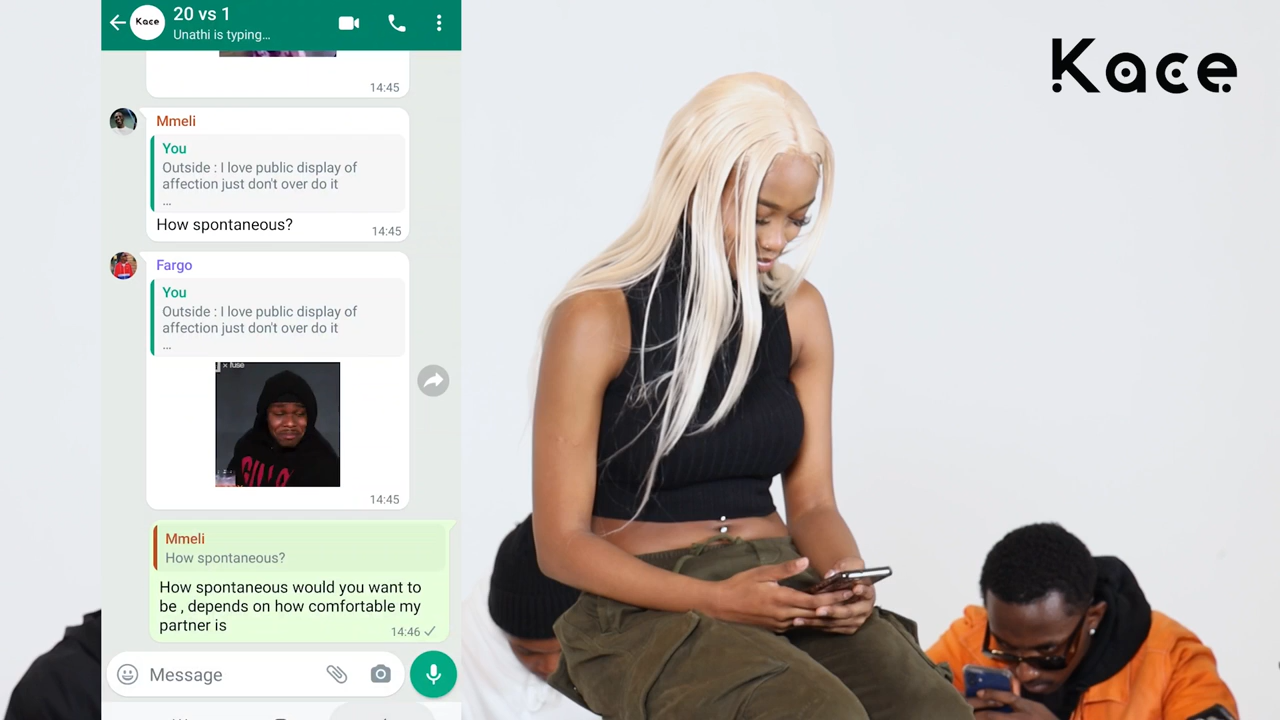 Kace
20 vs 1
Unathi is typing...
14:45
Mmeli
You
Outside : I love public display of
affection just don't over do it
...
How spontaneous?
14:45
Fargo
You
Outside : I love public display of
affection just don't over do it
...
× fuse
14:45
Mmeli
How spontaneous?
How spontaneous would you want to
be , depends on how comfortable my
partner is
14:46
Message
Kace